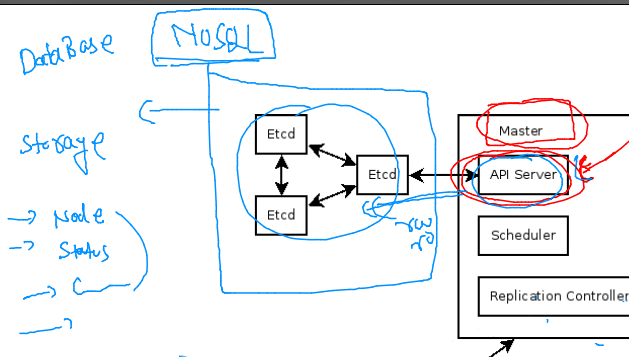 DataBase
NoSQL
Storage
Etcd
Etcd
Etcd
Master
API Server
Scheduler
Replication Controller
rw
Node
Status
C